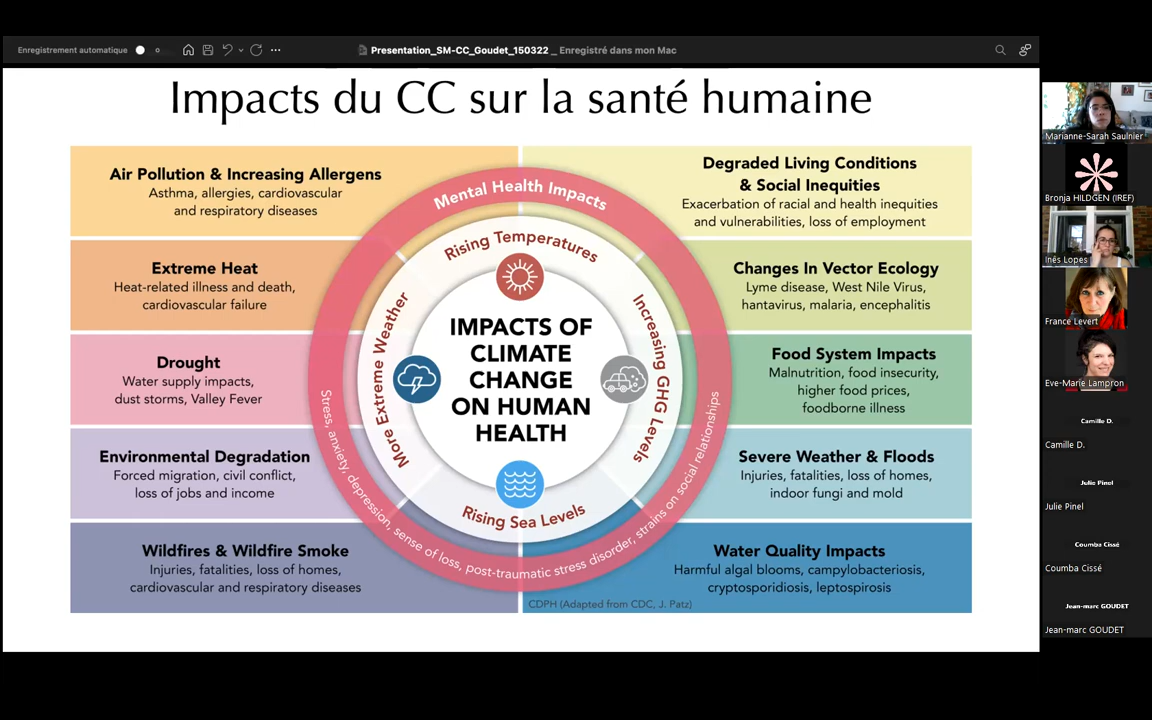 Enregistrement automatique
Presentation_SM-CC_Goudet_150322 _ Enregistré dans mon Mac
Impacts du CC sur la santé humaine
Air Pollution & Increasing Allergens
Asthma, allergies, cardiovascular
and respiratory diseases
Extreme Heat
Heat-related illness and death,
cardiovascular failure
Drought
Water supply impacts,
dust storms, Valley Fever
Environmental Degradation
Forced migration, civil conflict,
loss of jobs and income
Wildfires & Wildfire Smoke
Injuries, fatalities, loss of homes,
cardiovascular and respiratory diseases
Mental Health Impacts
Stress, anxiety, depression, sense of loss, post-traumatic stress disorder, strains on social relationships
Rising Temperatures
More Extreme Weather
Increasing GHG Levels
Rising Sea Levels
IMPACTS OF
CLIMATE
CHANGE
ON HUMAN
HEALTH
Degraded Living Conditions
& Social Inequities
Exacerbation of racial and health inequities
and vulnerabilities, loss of employment
Changes In Vector Ecology
Lyme disease, West Nile Virus,
hantavirus, malaria, encephalitis
Food System Impacts
Malnutrition, food insecurity,
higher food prices,
foodborne illness
Severe Weather & Floods
Injuries, fatalities, loss of homes,
indoor fungi and mold
Water Quality Impacts
Harmful algal blooms, campylobacteriosis,
cryptosporidiosis, leptospirosis
CDPH (Adapted from CDC, J. Patz)
Marianne-Sarah Saulnier
Bronja HILDGEN (IREF)
Inês Lopes
France Levert
Eve-Marie Lampron
Camille D.
Camille D.
Julie Pinel
Julie Pinel
Coumba Cissé
Coumba Cissé
Jean-marc GOUDET
Jean-marc GOUDET